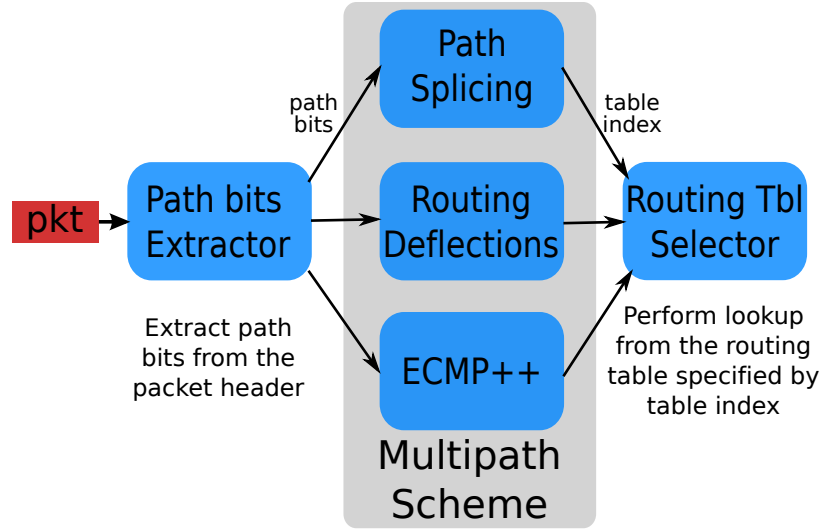 pkt
Path bits
Extractor
Extract path
bits from the
packet header
path
bits
Path
Splicing
Routing
Deflections
ECMP++
Multipath
Scheme
table
index
Routing Tbl
Selector
Perform lookup
from the routing
table specified by
table index